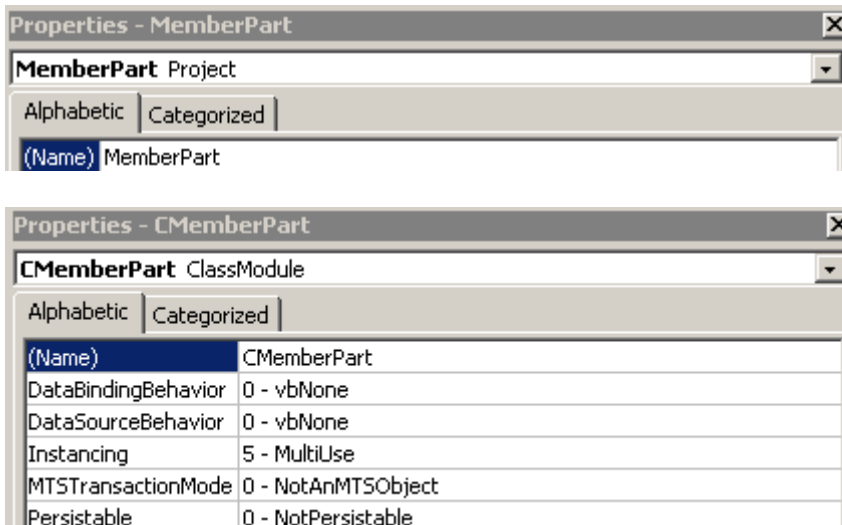 Properties - MemberPart
MemberPart Project
Alphabetic Categorized
(Name) MemberPart
Properties - CMemberPart
CMemberPart ClassModule
Alphabetic Categorized
(Name) CMemberPart
DataBindingBehavior 0 - vbNone
DataSourceBehavior 0 - vbNone
Instancing 5 - MultiUse
MTSTransactionMode 0 - NotAnMTSObject
Persistable 0 - NotPersistable